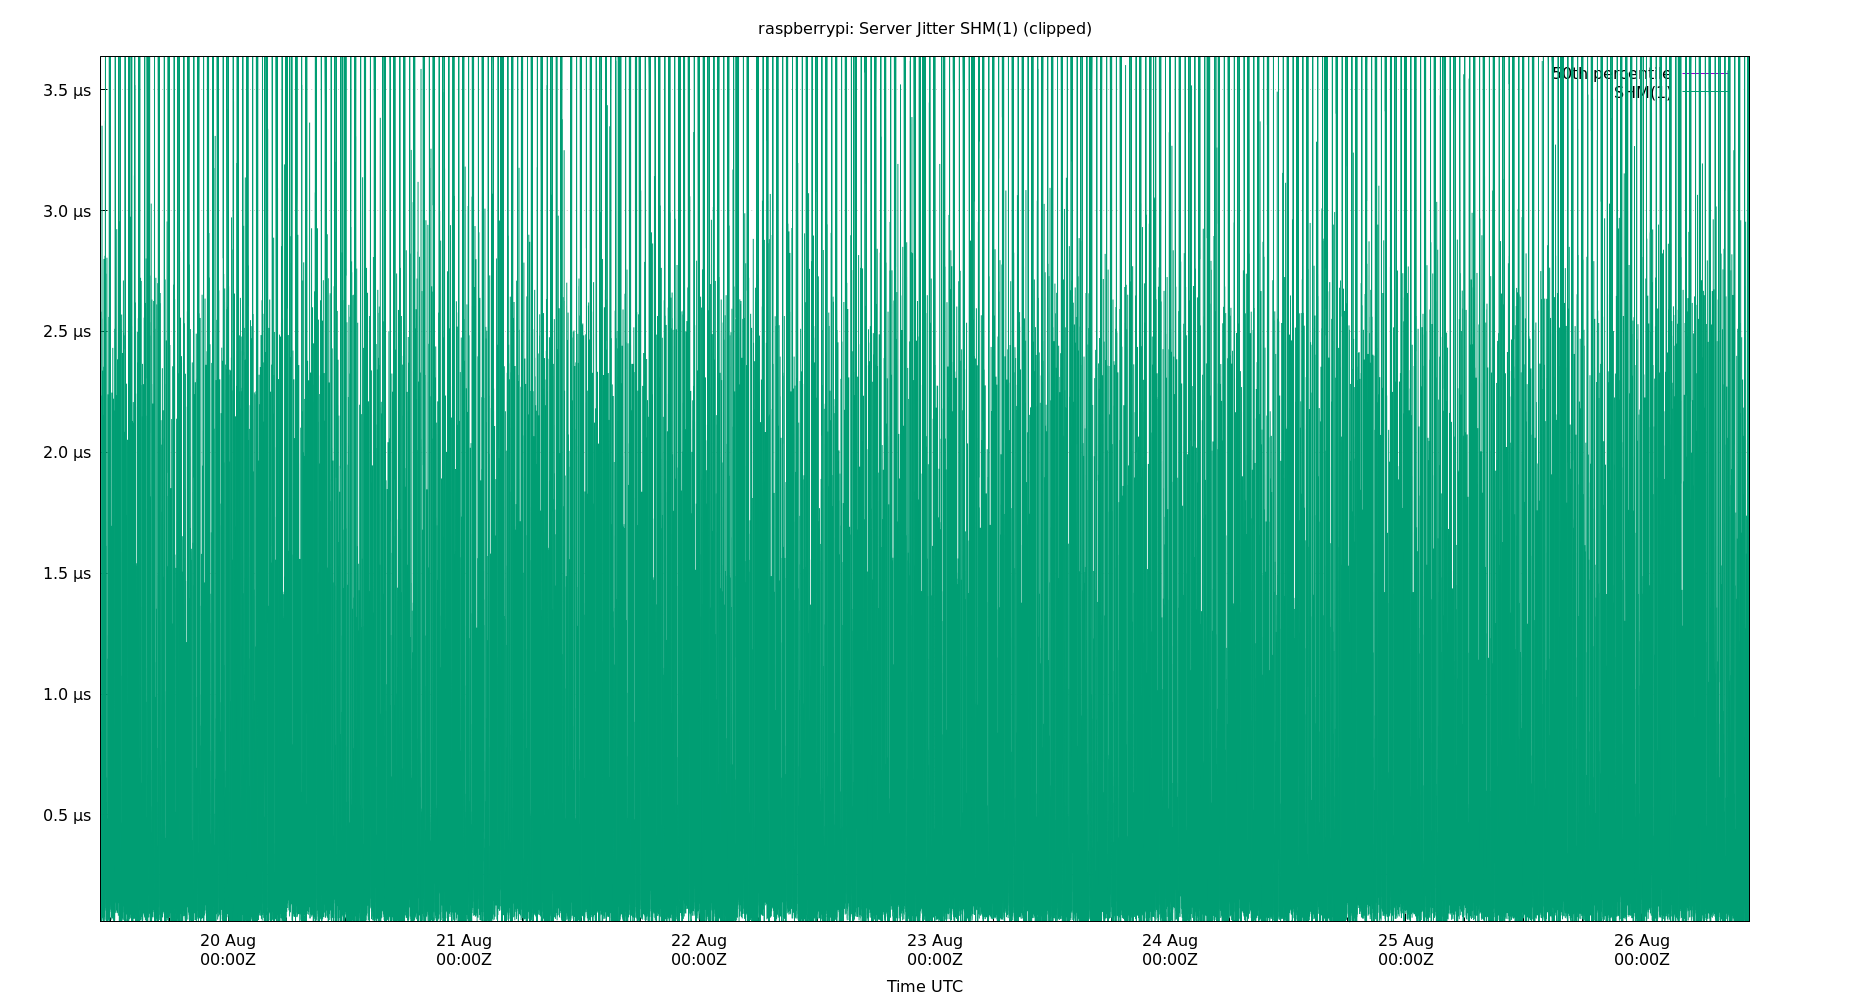 raspberrypi: Server Jitter SHM(1) (clipped)
50th percentile
SHM(1)
3.5 µs
3.0 µs
2.5 µs
2.0 µs
1.5 µs
1.0 µs
0.5 µs
20 Aug 21 Aug 22 Aug 23 Aug 24 Aug 25 Aug 26 Aug
00:00Z 00:00Z 00:00Z 00:00Z 00:00Z 00:00Z 00:00Z
Time UTC